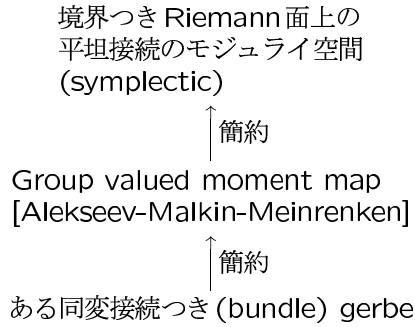 境界つきRiemann面上の
平坦接続のモジュライ空間
(symplectic)
簡約
Group valued moment map
[Alekseev-Malkin-Meinrenken]
簡約
ある同変接続つき(bundle) gerbe